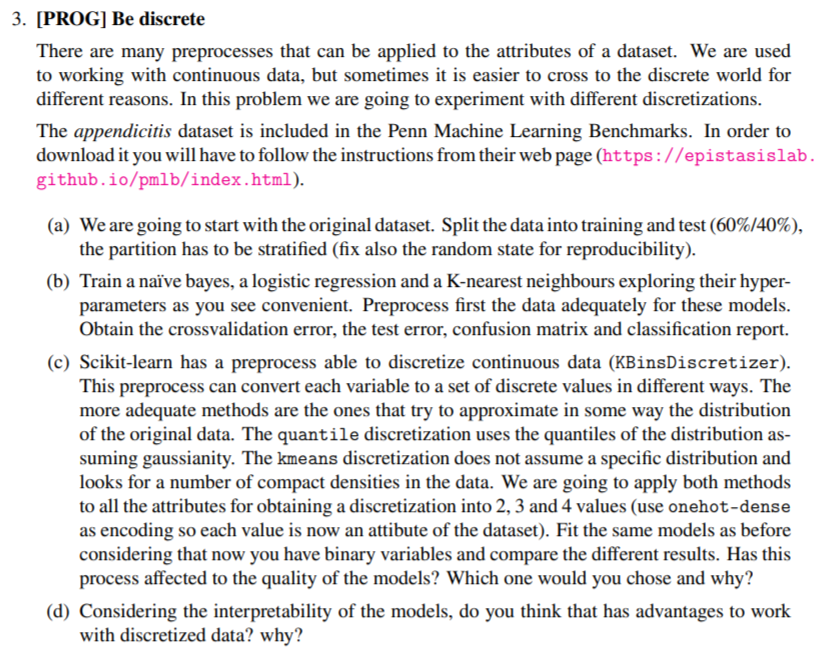 3. [PROG] Be discrete
There are many preprocesses that can be applied to the attributes of a dataset. We are used
to working with continuous data, but sometimes it is easier to cross to the discrete world for
different reasons. In this problem we are going to experiment with different discretizations.
The appendicitis dataset is included in the Penn Machine Learning Benchmarks. In order to
download it you will have to follow the instructions from their web page (https://epistasislab.
github.io/pmlb/index.html).
(a) We are going to start with the original dataset. Split the data into training and test (60%/40%),
the partition has to be stratified (fix also the random state for reproducibility).
(b) Train a naïve bayes, a logistic regression and a K-nearest neighbours exploring their hyper-
parameters as you see convenient. Preprocess first the data adequately for these models.
Obtain the crossvalidation error, the test error, confusion matrix and classification report.
(c) Scikit-learn has a preprocess able to discretize continuous data (KBinsDiscretizer).
This preprocess can convert each variable to a set of discrete values in different ways. The
more adequate methods are the ones that try to approximate in some way the distribution
of the original data. The quantile discretization uses the quantiles of the distribution as-
suming gaussianity. The kmeans discretization does not assume a specific distribution and
looks for a number of compact densities in the data. We are going to apply both methods
to all the attributes for obtaining a discretization into 2, 3 and 4 values (use onehot-dense
as encoding so each value is now an attibute of the dataset). Fit the same models as before
considering that now you have binary variables and compare the different results. Has this
process affected to the quality of the models? Which one would you chose and why?
(d) Considering the interpretability of the models, do you think that has advantages to work
with discretized data? why?